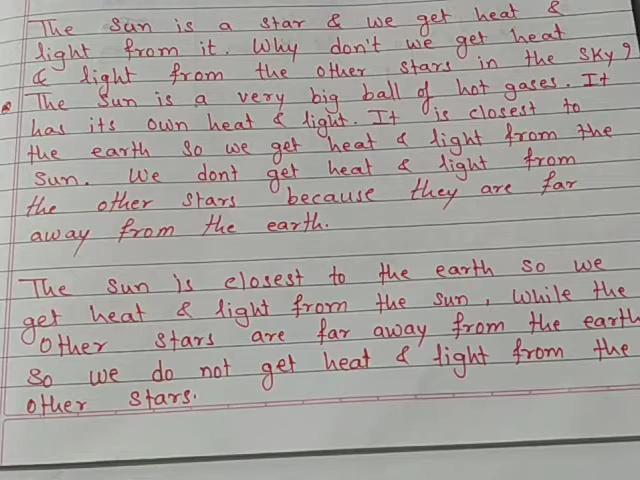 The sun is a star & we get heat &
light from it. Why don't we get heat
& light from the other stars in the sky?
The sun is a very big ball of hot gases. It
has its own heat & light. It is closest to
the earth so we get heat & light from the
sun. We dont get heat & light from
the other stars because they are far
away from the earth.
The sun is closest to the earth so we
get heat & light from the sun, while the
other stars are far away from the earth
so we do not get heat & light from the
other stars.